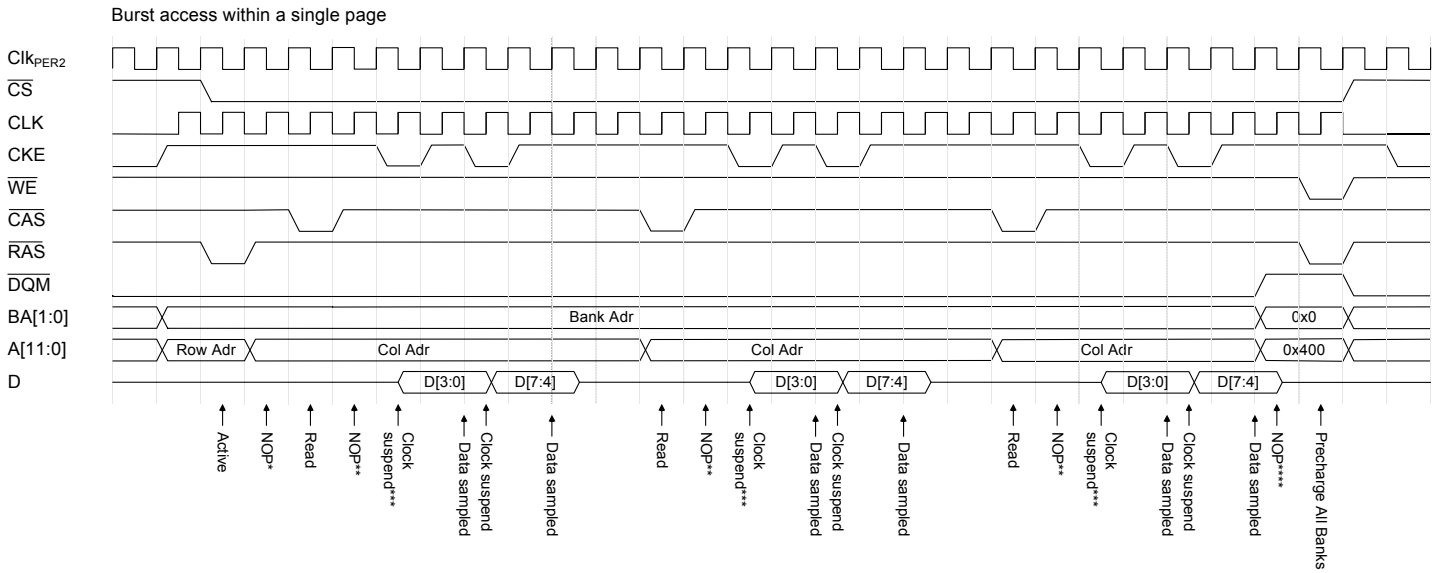 Burst access within a single page
ClkPER2
CS
CLK
CKE
WE
CAS
RAS
DQM
BA[1:0] Bank Adr 0x0
A[11:0] Row Adr Col Adr Col Adr Col Adr 0x400
D D[3:0] D[7:4] D[3:0] D[7:4] D[3:0] D[7:4]
Active
NOP*
Read
NOP**
Clock
suspend***
Data sampled
Clock suspend
Data sampled
Read
NOP**
Clock
suspend***
Data sampled
Clock suspend
Data sampled
Read
NOP**
Clock
suspend***
Data sampled
Clock suspend
Data sampled
NOP****
Precharge All Banks